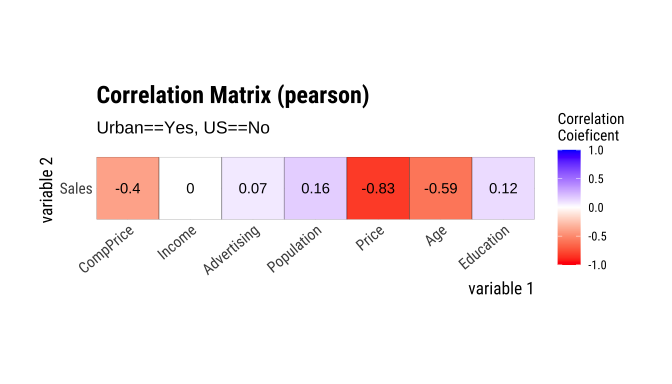 Correlation Matrix (pearson)
Urban==Yes, US==No
variable 2
Sales
-0.4 0 0.07 0.16 -0.83 -0.59 0.12
CompPrice Income Advertising Population Price Age Education
variable 1
Correlation
Coieficent
1.0
0.5
0.0
-0.5
-1.0